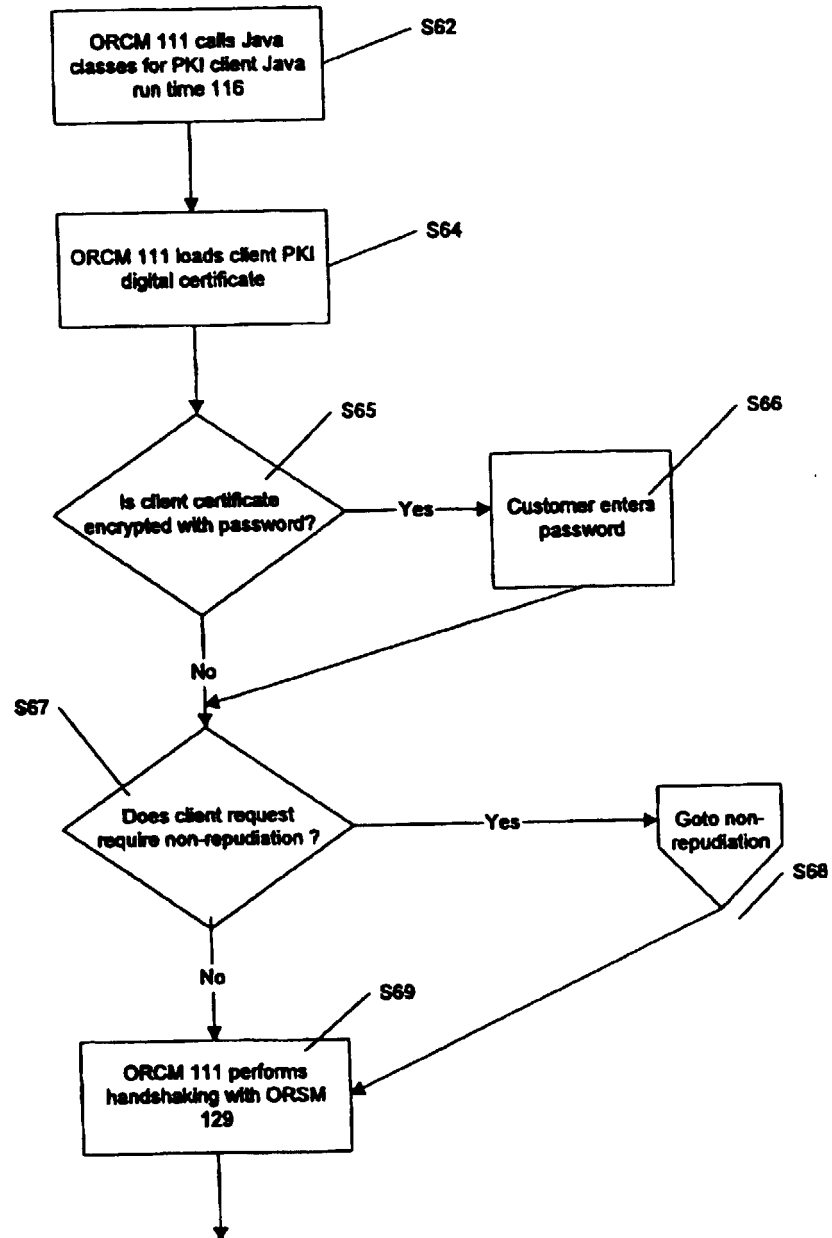 ORCM 111 calls Java
classes for PKI client Java
run time 116
S62
ORCM 111 loads client PKI
digital certificate
S64
S65
Is client certificate
encrypted with password?
Yes
S66
Customer enters
password
No
S67
Does client request
require non-repudiation ?
Yes
Goto non-
repudiation
S68
No
S69
ORCM 111 performs
handshaking with ORSM
129